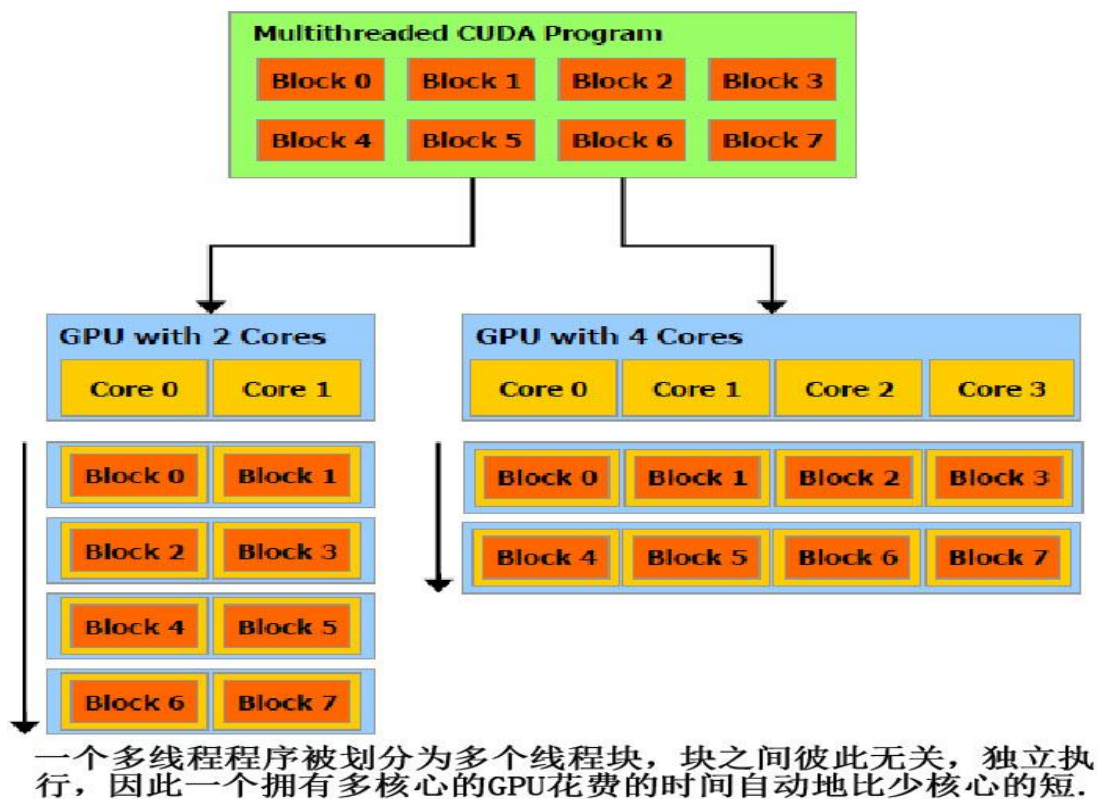 Multithreaded CUDA Program
Block 0 Block 1 Block 2 Block 3
Block 4 Block 5 Block 6 Block 7
GPU with 2 Cores
Core 0 Core 1
Block 0 Block 1
Block 2 Block 3
Block 4 Block 5
Block 6 Block 7
GPU with 4 Cores
Core 0 Core 1 Core 2 Core 3
Block 0 Block 1 Block 2 Block 3
Block 4 Block 5 Block 6 Block 7
一个多线程程序被划分为多个线程块，块之间彼此无关，独立执
行，因此一个拥有多核心的GPU花费的时间自动地比少核心的短.